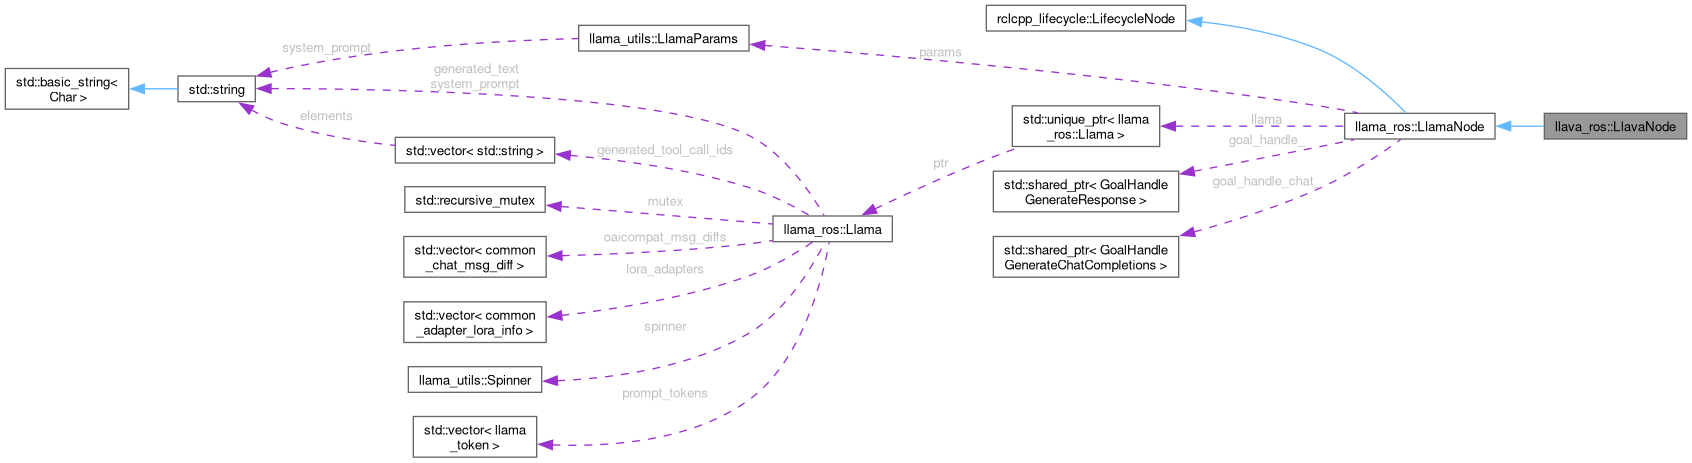 rclcpp_lifecycle::LifecycleNode
llama_utils::LlamaParams
system_prompt
params
generated_text
system_prompt
std::basic_string<
Char >
std::string
elements
std::unique_ptr< llama
_ros::Llama >
llama
llama_ros::LlamaNode
llava_ros::LlavaNode
goal_handle_
std::vector< std::string >
generated_tool_call_ids
ptr
goal_handle_chat_
std::shared_ptr< GoalHandle
GenerateResponse >
std::recursive_mutex
mutex
llama_ros::Llama
oaicompat_msg_diffs
std::vector< common
_chat_msg_diff >
std::shared_ptr< GoalHandle
GenerateChatCompletions >
lora_adapters
std::vector< common
_adapter_lora_info >
spinner
llama_utils::Spinner
prompt_tokens
std::vector< llama
_token >